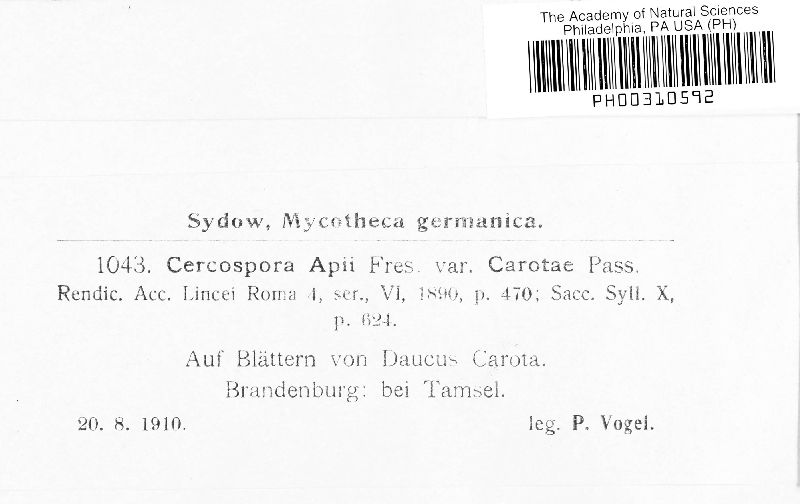 The Academy of Natural Sciences
Philadelphia, PA USA (PH)
PH00310592
Sydow, Mycotheca germanica.
1043. Cercospora Apii Fres. var. Carotae Pass.
Rendic. Acc. Lincei Roma 4, ser., VI, 1890, p. 470; Sacc. Syll. X,
p. 624.
Auf Blättern von Daucus Carota.
Brandenburg: bei Tamsel.
20. 8. 1910. leg. P. Vogel.